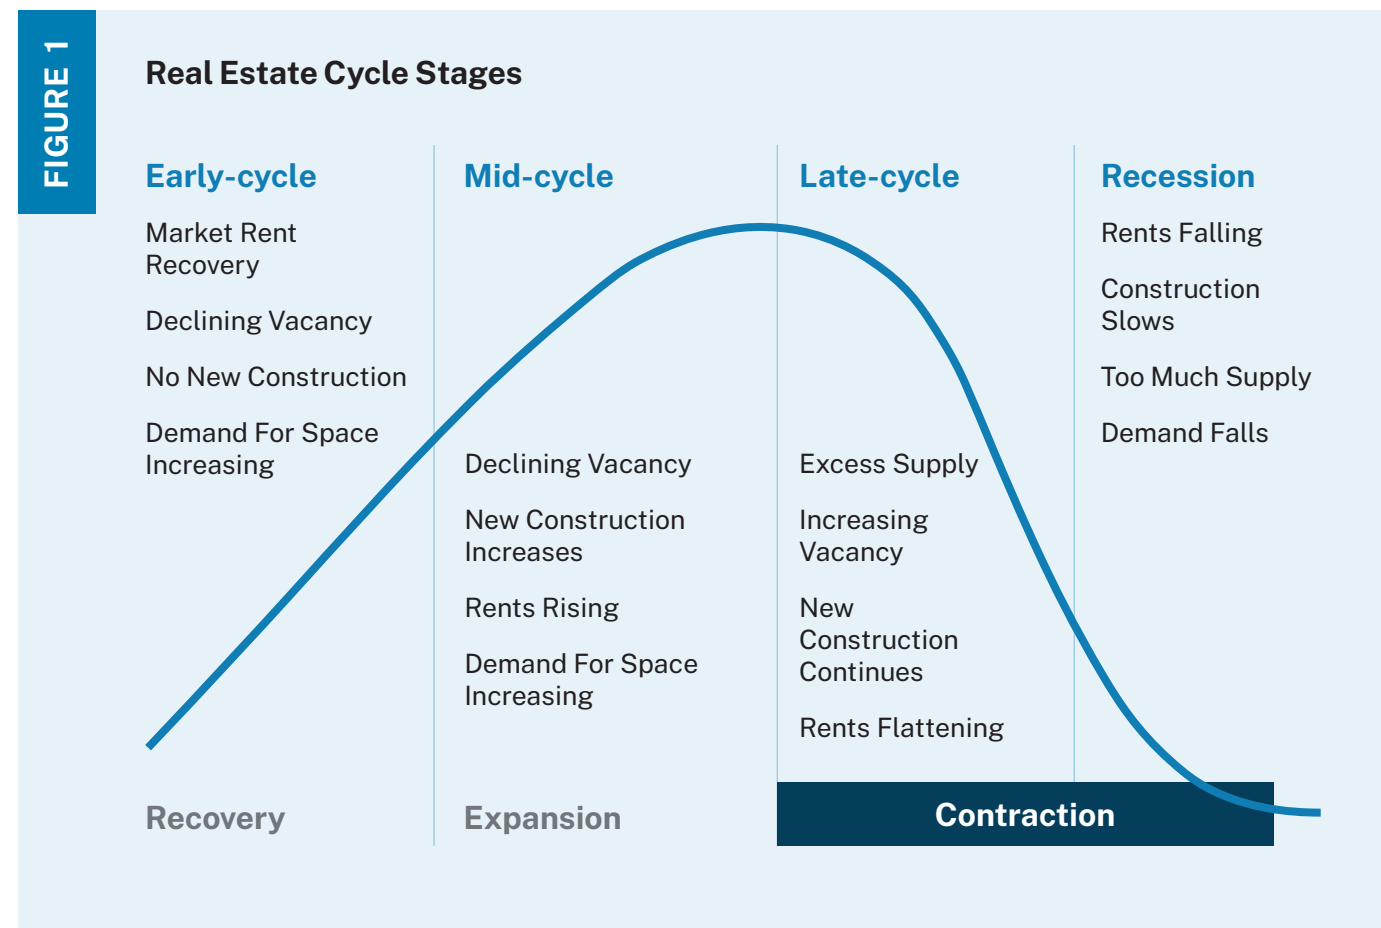 FIGURE 1
Real Estate Cycle Stages
Early-cycle
Market Rent
Recovery
Declining Vacancy
No New Construction
Demand For Space
Increasing
Recovery
Mid-cycle
Declining Vacancy
New Construction
Increases
Rents Rising
Demand For Space
Increasing
Expansion
Late-cycle
Excess Supply
Increasing
Vacancy
New
Construction
Continues
Rents Flattening
Recession
Rents Falling
Construction
Slows
Too Much Supply
Demand Falls
Contraction